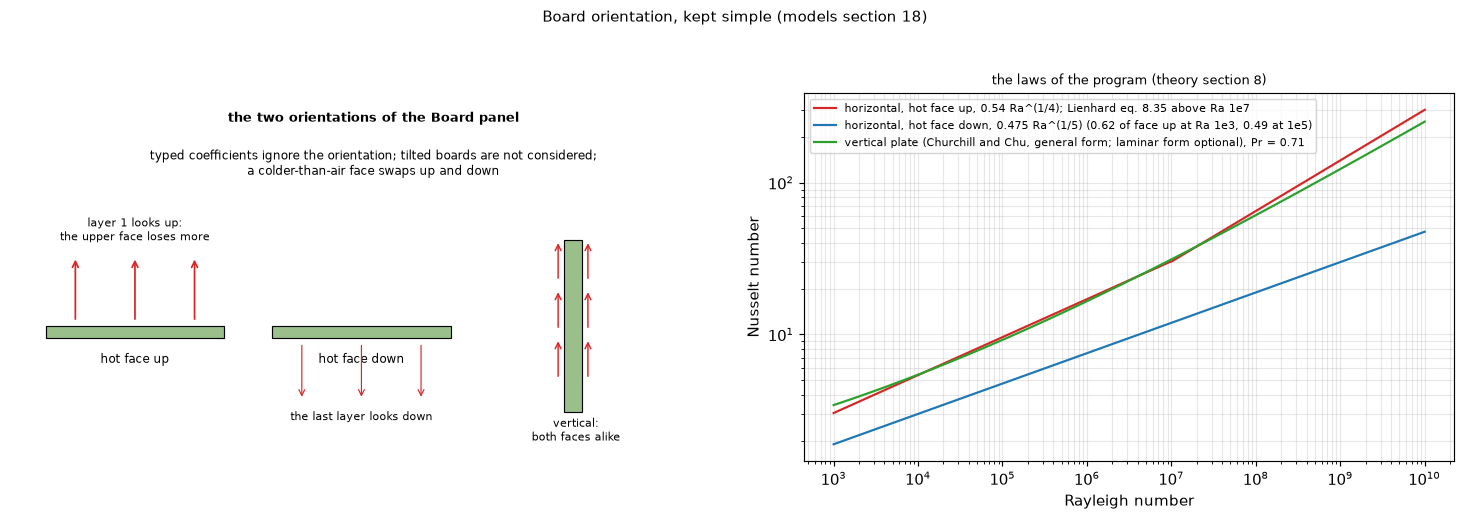 Board orientation, kept simple (models section 18)
the two orientations of the Board panel
typed coefficients ignore the orientation; tilted boards are not considered;
a colder-than-air face swaps up and down
layer 1 looks up:
the upper face loses more
hot face up
hot face down
the last layer looks down
vertical:
both faces alike
the laws of the program (theory section 8)
horizontal, hot face up, 0.54 Ra^(1/4); Lienhard eq. 8.35 above Ra 1e7
horizontal, hot face down, 0.475 Ra^(1/5) (0.62 of face up at Ra 1e3, 0.49 at 1e5)
vertical plate (Churchill and Chu, general form; laminar form optional), Pr = 0.71
Nusselt number
10²
10¹
10³ 10⁴ 10⁵ 10⁶ 10⁷ 10⁸ 10⁹ 10¹⁰
Rayleigh number